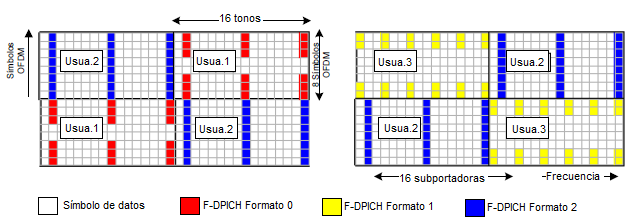 16 tonos
Símbolos
OFDM
Usua.2
Usua.1
8 Símbolos
OFDM
Usua.3
Usua.2
Usua.1
Usua.2
Usua.2
Usua.3
16 subportadoras
Frecuencia
Símbolo de datos
F-DPICH Formato 0
F-DPICH Formato 1
F-DPICH Formato 2